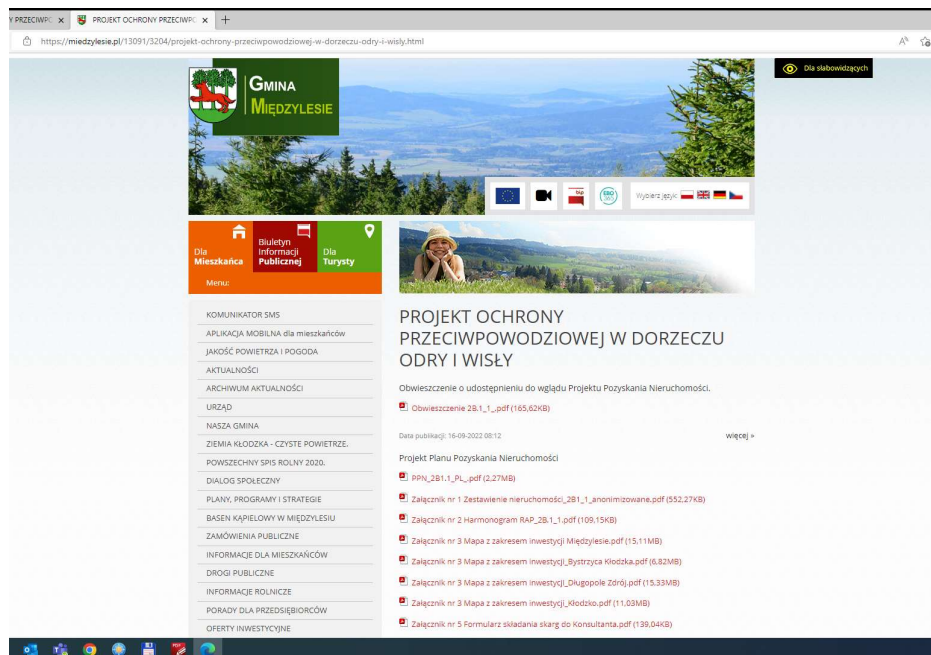 Y PRZECIWPC
PROJEKT OCHRONY PRZECIWPC
https://miedzylesie.pl/13091/3204/projekt-ochrony-przeciwpowodziowej-w-dorzeczu-odry-i-wisly.html
Dla słabowidzących
GMINA
MIĘDZYLESIE
bip
EBO
365
Wybierz język:
Dla
Mieszkańca
Biuletyn
Informacji
Publicznej
Dla
Turysty
Menu:
KOMUNIKATOR SMS
APLIKACJA MOBILNA dla mieszkańców
JAKOŚĆ POWIETRZA I POGODA
AKTUALNOŚCI
ARCHIWUM AKTUALNOŚCI
URZĄD
NASZA GMINA
ZIEMIA KŁODZKA - CZYSTE POWIETRZE.
POWSZECHNY SPIS ROLNY 2020.
DIALOG SPOŁECZNY
PLANY, PROGRAMY I STRATEGIE
BASEN KĄPIELOWY W MIĘDZYLESIU
ZAMÓWIENIA PUBLICZNE
INFORMACJE DLA MIESZKAŃCÓW
DROGI PUBLICZNE
INFORMACJE ROLNICZE
PORADY DLA PRZEDSIĘBIORCÓW
OFERTY INWESTYCYJNE
PROJEKT OCHRONY
PRZECIWPOWODZIOWEJ W DORZECZU
ODRY I WISŁY
Obwieszczenie o udostępnieniu do wglądu Projektu Pozyskania Nieruchomości.
Obwieszczenie 2B.1_1_.pdf (165,62KB)
Data publikacji: 16-09-2022 08:12
więcej »
Projekt Planu Pozyskania Nieruchomości
PPN_2B1.1_PL_.pdf (2,27MB)
Załącznik nr 1 Zestawienie nieruchomości_2B1_1_anonimizowane.pdf (552,27KB)
Załącznik nr 2 Harmonogram RAP_2B.1_1.pdf (109,15KB)
Załącznik nr 3 Mapa z zakresem inwestycji Międzylesie.pdf (15,11MB)
Załącznik nr 3 Mapa z zakresem inwestycji_Bystrzyca Kłodzka.pdf (6,82MB)
Załącznik nr 3 Mapa z zakresem inwestycji_Długopole Zdrój.pdf (15,33MB)
Załącznik nr 3 Mapa z zakresem inwestycji_Kłodzko.pdf (11,03MB)
Załącznik nr 5 Formularz składania skarg do Konsultanta.pdf (139,04KB)